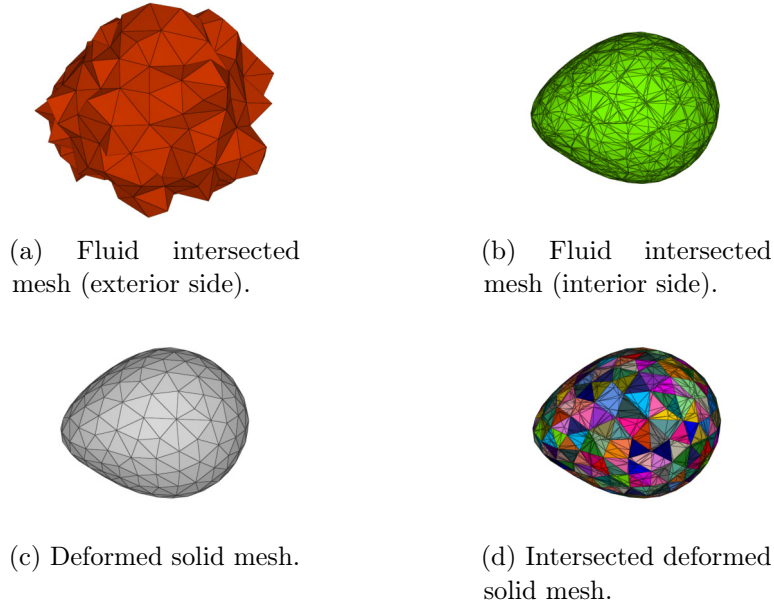 (a) Fluid intersected
mesh (exterior side).
(b) Fluid intersected
mesh (interior side).
(c) Deformed solid mesh.
(d) Intersected deformed
solid mesh.